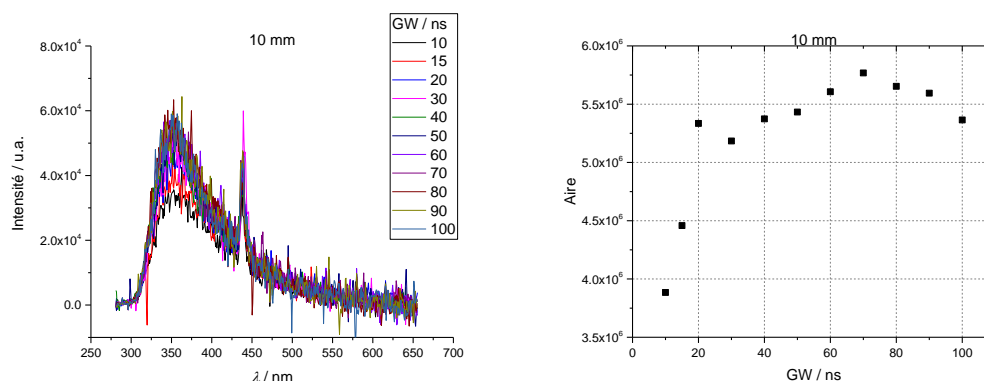 10 mm
GW / ns
10
15
20
30
40
50
60
70
80
90
100
Intensité / u.a.
8.0x10⁴
6.0x10⁴
4.0x10⁴
2.0x10⁴
0.0
250 300 350 400 450 500 550 600 650 700
λ / nm
10 mm
Aire
6.0x10⁶
5.5x10⁶
5.0x10⁶
4.5x10⁶
4.0x10⁶
3.5x10⁶
0 20 40 60 80 100
GW / ns